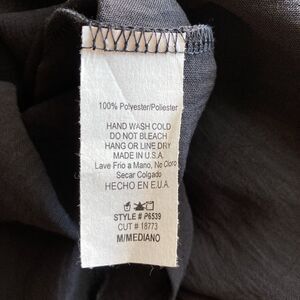 100% Polyester/Poliester
HAND WASH COLD
DO NOT BLEACH
HANG OR LINE DRY
MADE IN U.S.A.
Lave Frio a Mano, No Cloro
Secar Colgado
HECHO EN E.U.A.
STYLE # P6539
CUT # 18773
M/MEDIANO